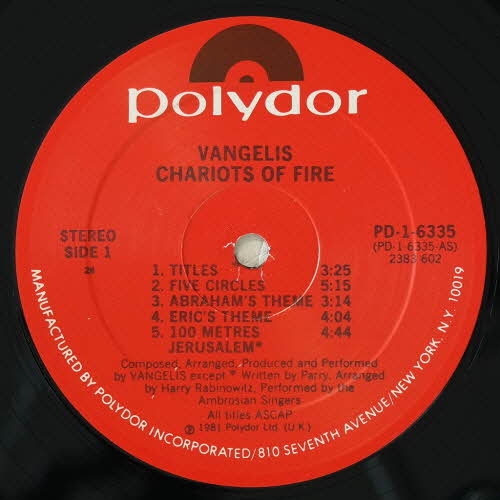 polydor
VANGELIS
CHARIOTS OF FIRE
STEREO
SIDE 1
PD-1-6335
(PD-1 6335-AS)
2383 602
1. TITLES 3:25
2. FIVE CIRCLES 5:15
3. ABRAHAM'S THEME 3:14
4. ERIC'S THEME 4:04
5. 100 METRES 4:44
JERUSALEM*
Composed, Arranged, Produced and Performed
by VANGELIS except * Written by Parry, Arranged
by Harry Rabinowitz, Performed by the
Ambrosian Singers
All titles ASCAP
℗ 1981 Polydor Ltd. (U.K.)
MANUFACTURED BY POLYDOR INCORPORATED/810 SEVENTH AVENUE/NEW YORK, N.Y. 10019